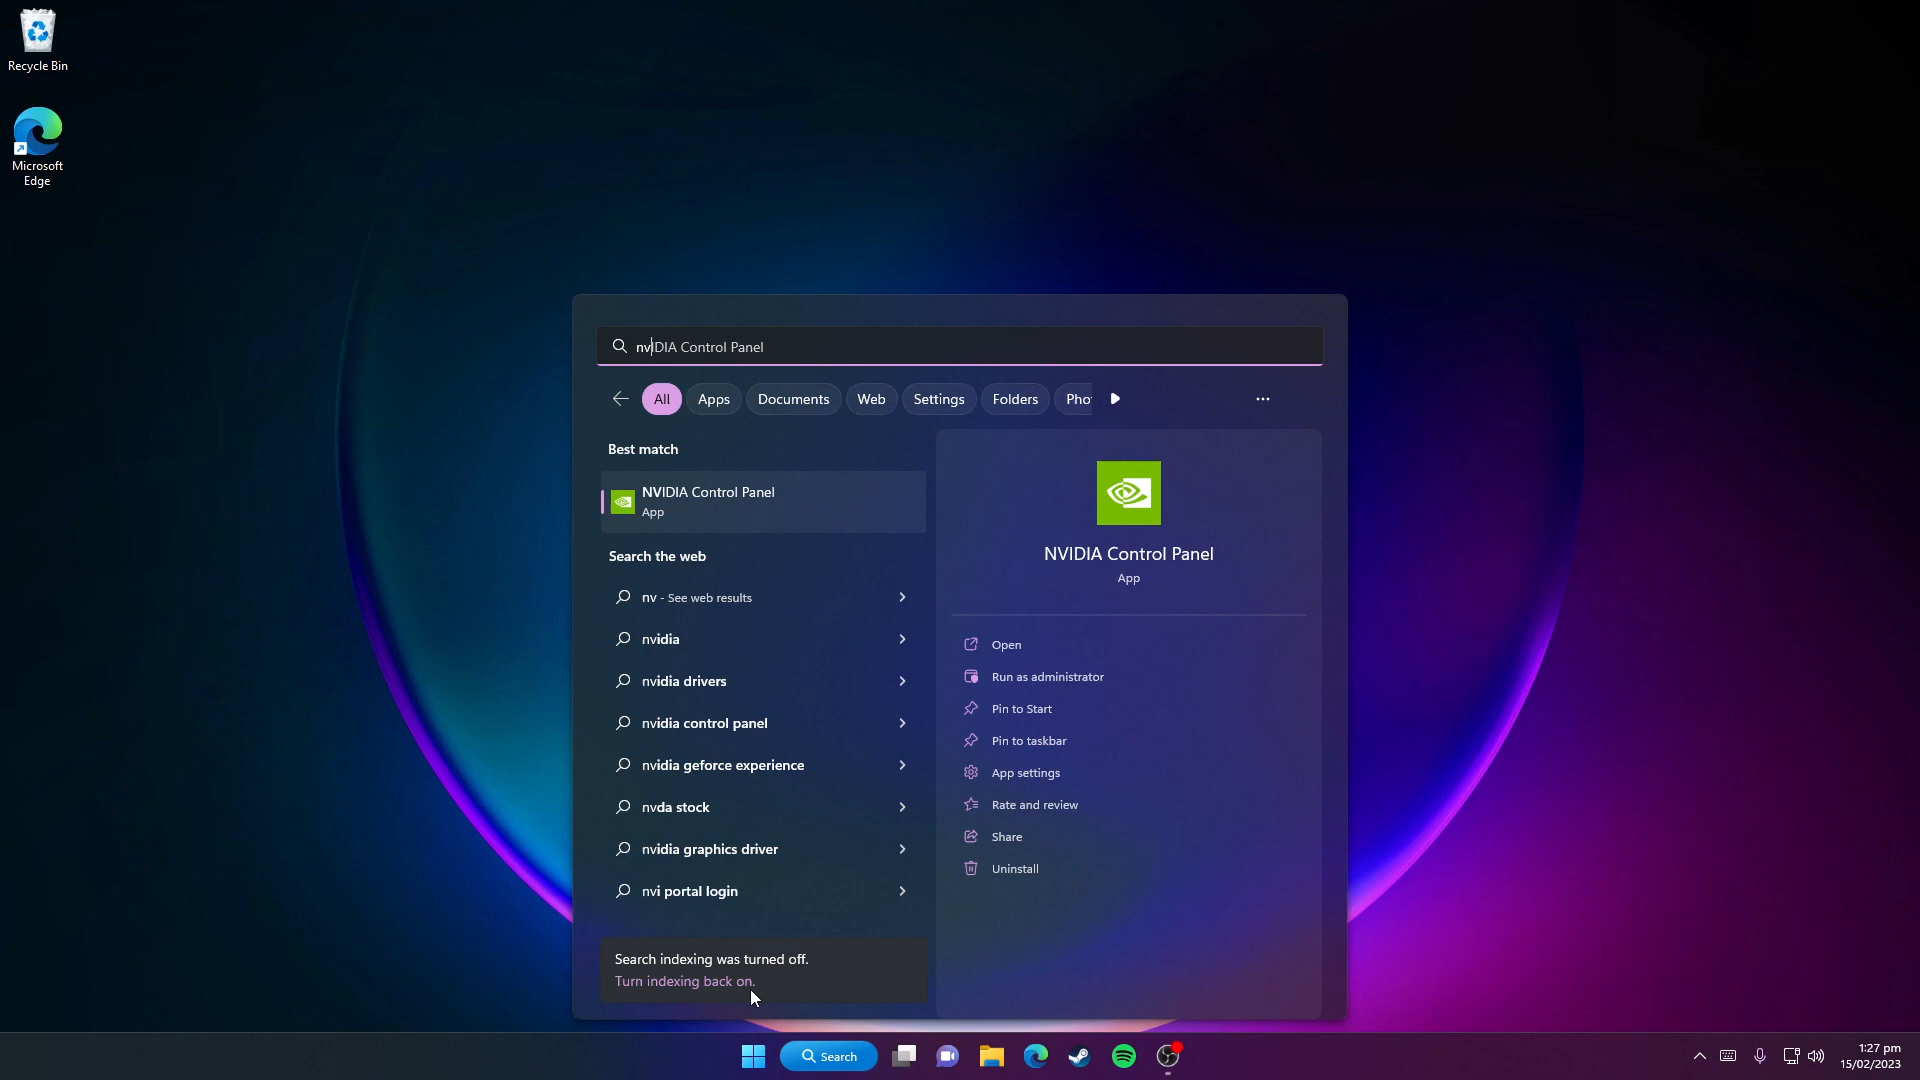 Recycle Bin
Microsoft
Edge
nvIDIA Control Panel
All Apps Documents Web Settings Folders
Best match
NVIDIA Control Panel
App
Search the web
nv - See web results
nvidia
nvidia drivers
nvidia control panel
nvidia geforce experience
nvda stock
nvidia graphics driver
nvi portal login
Search indexing was turned off.
Turn indexing back on.
NVIDIA Control Panel
App
Open
Run as administrator
Pin to Start
Pin to taskbar
App settings
Rate and review
Share
Uninstall
Search
1:27 pm
15/02/2023